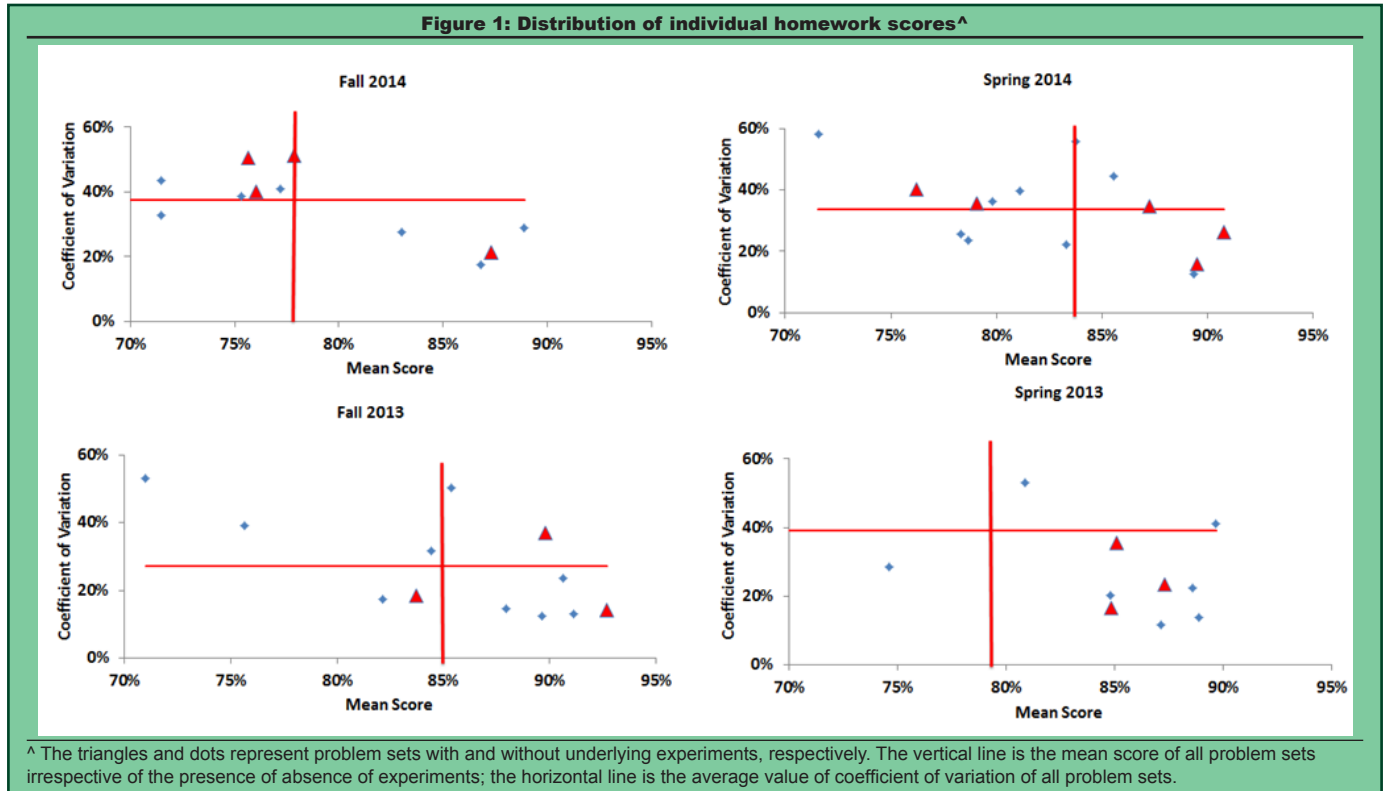 Figure 1: Distribution of individual homework scores^
Fall 2014
Coefficient of Variation
60%
40%
20%
0%
70% 75% 80% 85% 90% 95%
Mean Score
Spring 2014
Coefficient of Variation
60%
40%
20%
0%
70% 75% 80% 85% 90% 95%
Mean Score
Fall 2013
Coefficient of Variation
60%
40%
20%
0%
70% 75% 80% 85% 90% 95%
Mean Score
Spring 2013
Coefficient of Variation
60%
40%
20%
0%
70% 75% 80% 85% 90% 95%
Mean Score
^ The triangles and dots represent problem sets with and without underlying experiments, respectively. The vertical line is the mean score of all problem sets
irrespective of the presence of absence of experiments; the horizontal line is the average value of coefficient of variation of all problem sets.